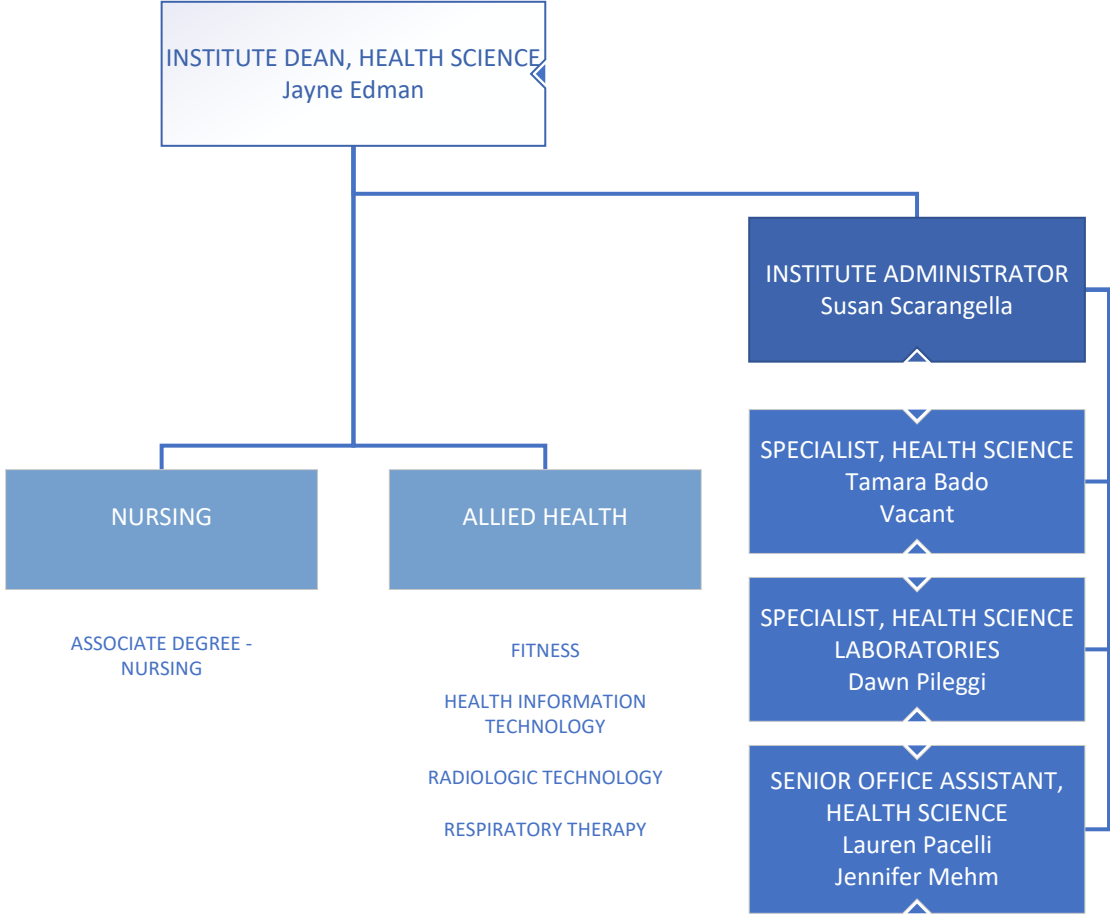 INSTITUTE DEAN, HEALTH SCIENCE
Jayne Edman
INSTITUTE ADMINISTRATOR
Susan Scarangella
SPECIALIST, HEALTH SCIENCE
Tamara Bado
Vacant
SPECIALIST, HEALTH SCIENCE
LABORATORIES
Dawn Pileggi
SENIOR OFFICE ASSISTANT,
HEALTH SCIENCE
Lauren Pacelli
Jennifer Mehm
NURSING
ASSOCIATE DEGREE -
NURSING
ALLIED HEALTH
FITNESS
HEALTH INFORMATION
TECHNOLOGY
RADIOLOGIC TECHNOLOGY
RESPIRATORY THERAPY